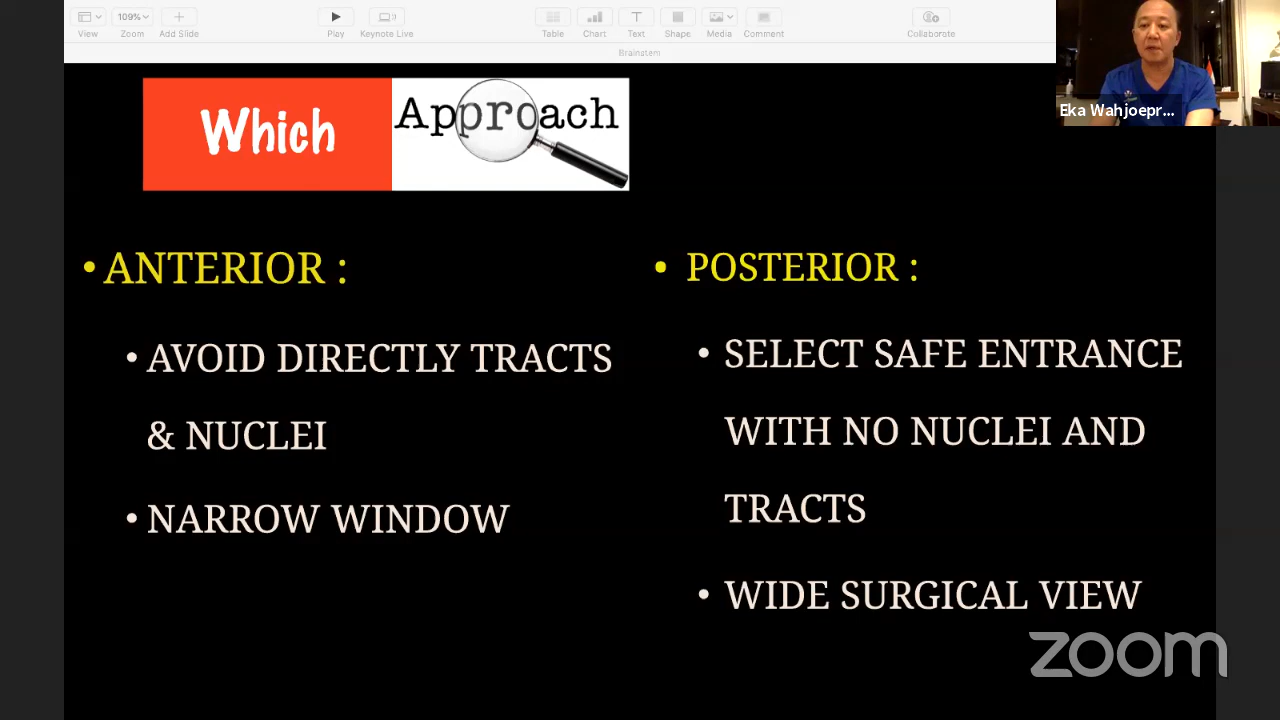 View
109%
Zoom
Add Slide
Play
Keynote Live
Table
Chart
Text
Shape
Media
Comment
Collaborate
Brainstem
Eka Wahjoepr...
Which
Approach
• ANTERIOR :
• AVOID DIRECTLY TRACTS
& NUCLEI
• NARROW WINDOW
• POSTERIOR :
• SELECT SAFE ENTRANCE
WITH NO NUCLEI AND
TRACTS
• WIDE SURGICAL VIEW
zoom